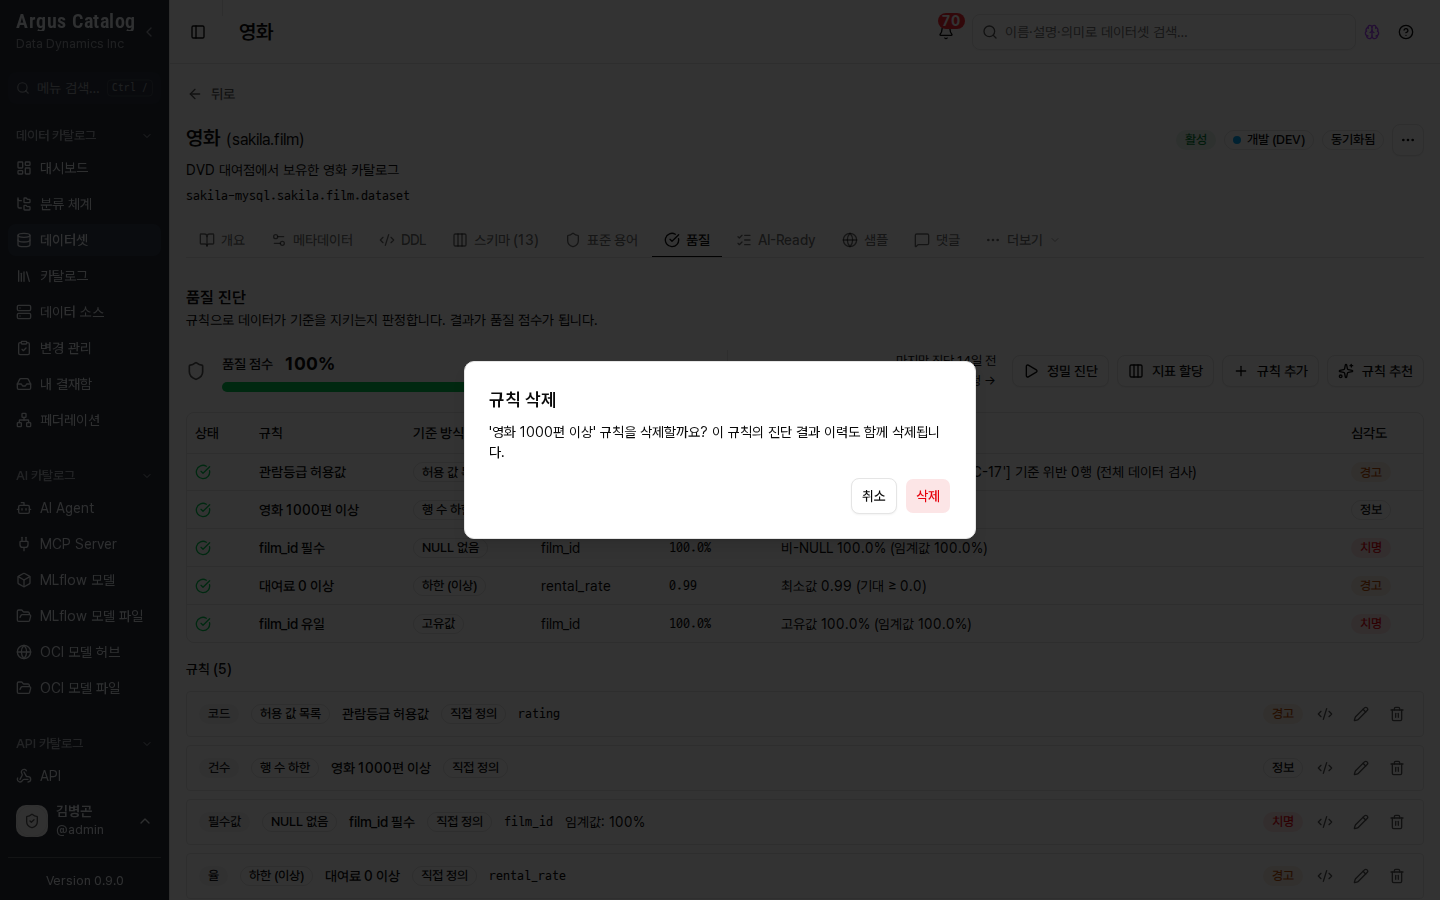 Argus Catalog
Data Dynamics Inc
메뉴 검색... Ctrl /
데이터 카탈로그
대시보드
분류 체계
데이터셋
카탈로그
데이터 소스
변경 관리
내 결재함
페더레이션
AI 카탈로그
AI Agent
MCP Server
MLflow 모델
MLflow 모델 파일
OCI 모델 허브
OCI 모델 파일
API 카탈로그
API
김병곤
@admin
Version 0.9.0
영화
70
이름·설명·의미로 데이터셋 검색...
뒤로
영화 (sakila.film)
활성 개발 (DEV) 동기화됨
DVD 대여점에서 보유한 영화 카탈로그
sakila-mysql.sakila.film.dataset
개요 메타데이터 DDL 스키마 (13) 표준 용어 품질 AI-Ready 샘플 댓글 더보기
품질 진단
규칙으로 데이터가 기준을 지키는지 판정합니다. 결과가 품질 점수가 됩니다.
품질 점수 100%
마지막 진단 14일 전
→
정밀 진단 지표 할당 규칙 추가 규칙 추천
상태 규칙 기준 방식 심각도
관람등급 허용값 허용 값 C-17'] 기준 위반 0행 (전체 데이터 검사) 경고
영화 1000편 이상 행 수 하한 정보
film_id 필수 NULL 없음 film_id 100.0% 비-NULL 100.0% (임계값 100.0%) 치명
대여료 0 이상 하한 (이상) rental_rate 0.99 최소값 0.99 (기대 ≥ 0.0) 경고
film_id 유일 고유값 film_id 100.0% 고유값 100.0% (임계값 100.0%) 치명
규칙 삭제
'영화 1000편 이상' 규칙을 삭제할까요? 이 규칙의 진단 결과 이력도 함께 삭제됩니
다.
취소 삭제
규칙 (5)
코드 허용 값 목록 관람등급 허용값 직접 정의 rating 경고
건수 행 수 하한 영화 1000편 이상 직접 정의 정보
필수값 NULL 없음 film_id 필수 직접 정의 film_id 임계값: 100% 치명
율 하한 (이상) 대여료 0 이상 직접 정의 rental_rate 경고